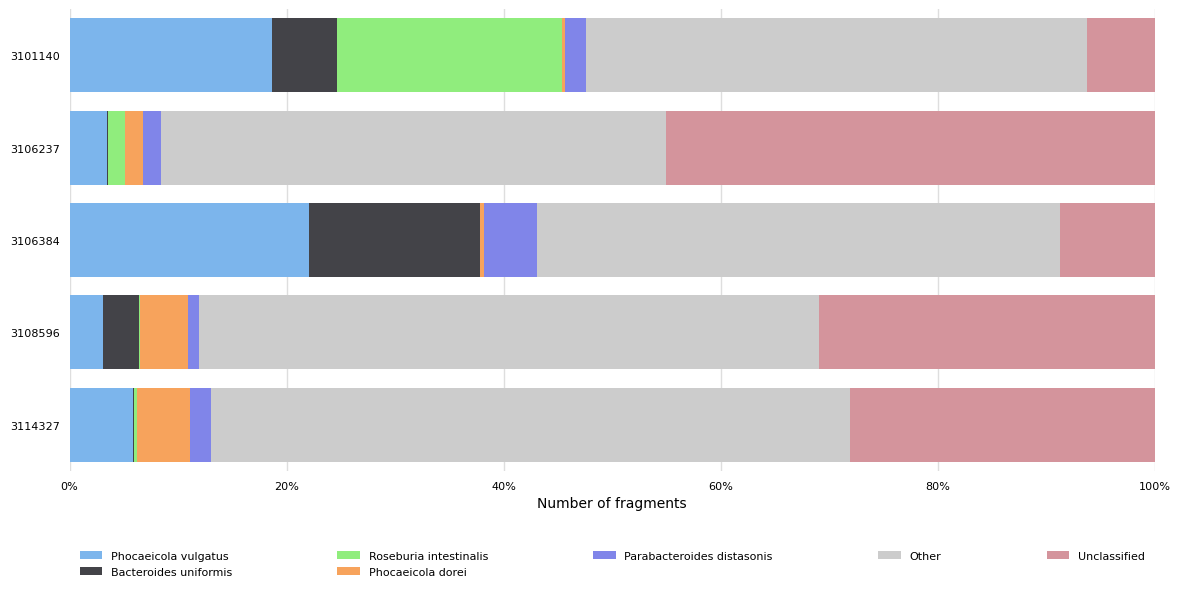 3101140
3106237
3106384
3108596
3114327
0% 20% 40% 60% 80% 100%
Number of fragments
Phocaeicola vulgatus Roseburia intestinalis Parabacteroides distasonis Other Unclassified
Bacteroides uniformis Phocaeicola dorei